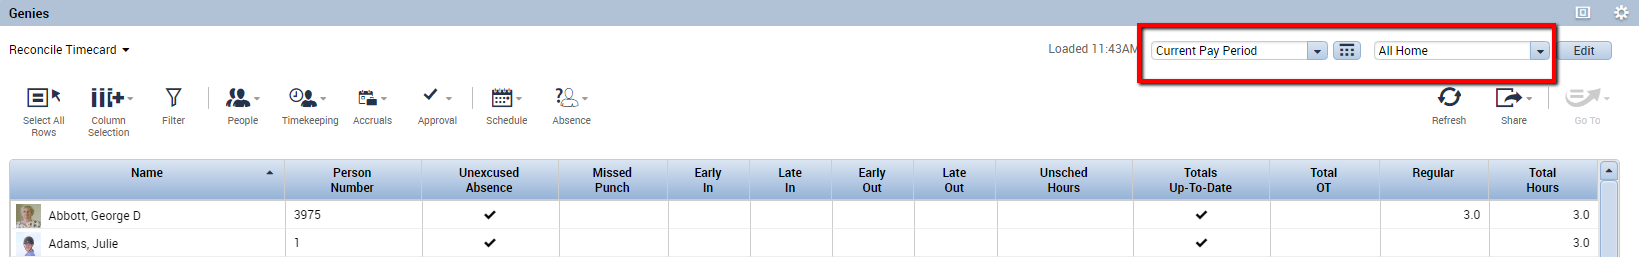 Genies
Reconcile Timecard
Loaded 11:43AM
Current Pay Period
All Home
Edit
Select All
Rows
Column
Selection
Filter
People
Timekeeping
Accruals
Approval
Schedule
Absence
Refresh
Share
Go To
Name
Person
Number
Unexcused
Absence
Missed
Punch
Early
In
Late
In
Early
Out
Late
Out
Unsched
Hours
Totals
Up-To-Date
Total
OT
Regular
Total
Hours
Abbott, George D 3975 3.0 3.0
Adams, Julie 1 3.0